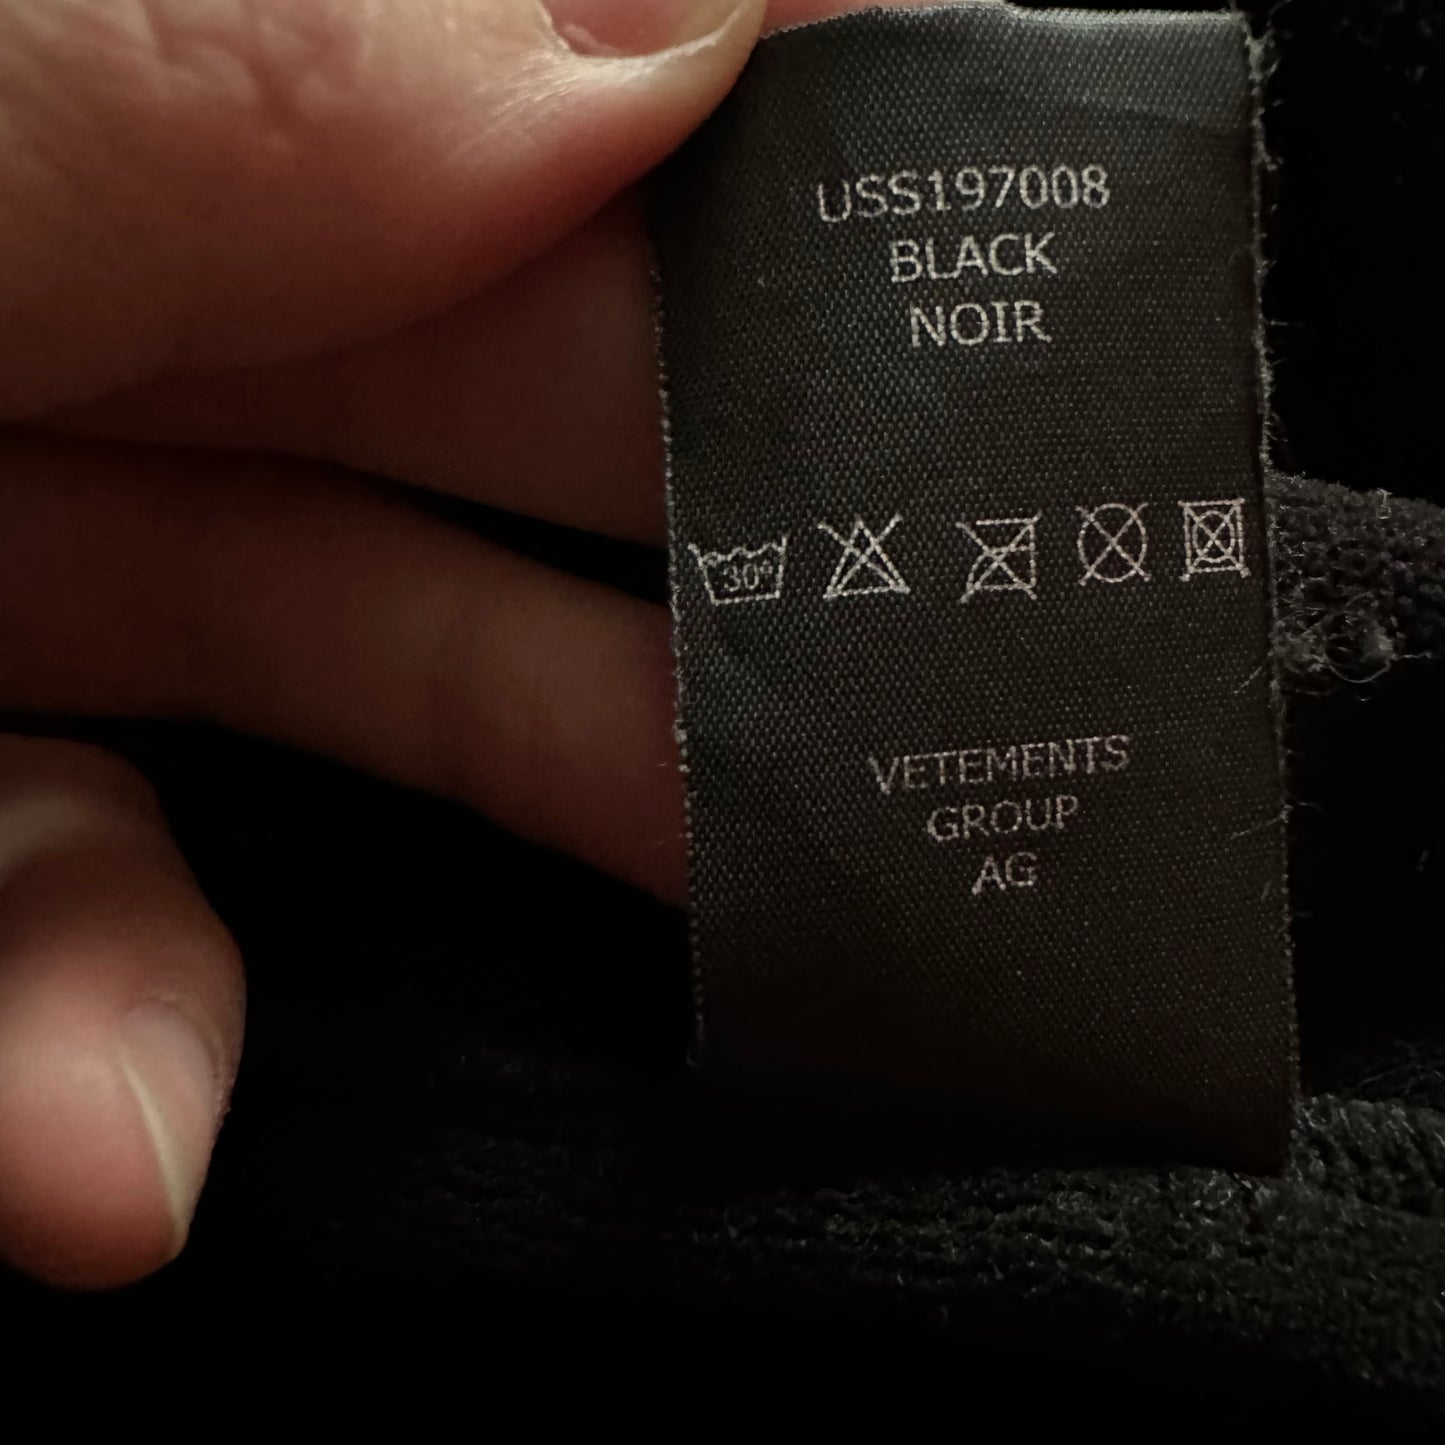 USS197008
BLACK
NOIR
30°
VETEMENTS
GROUP
AG